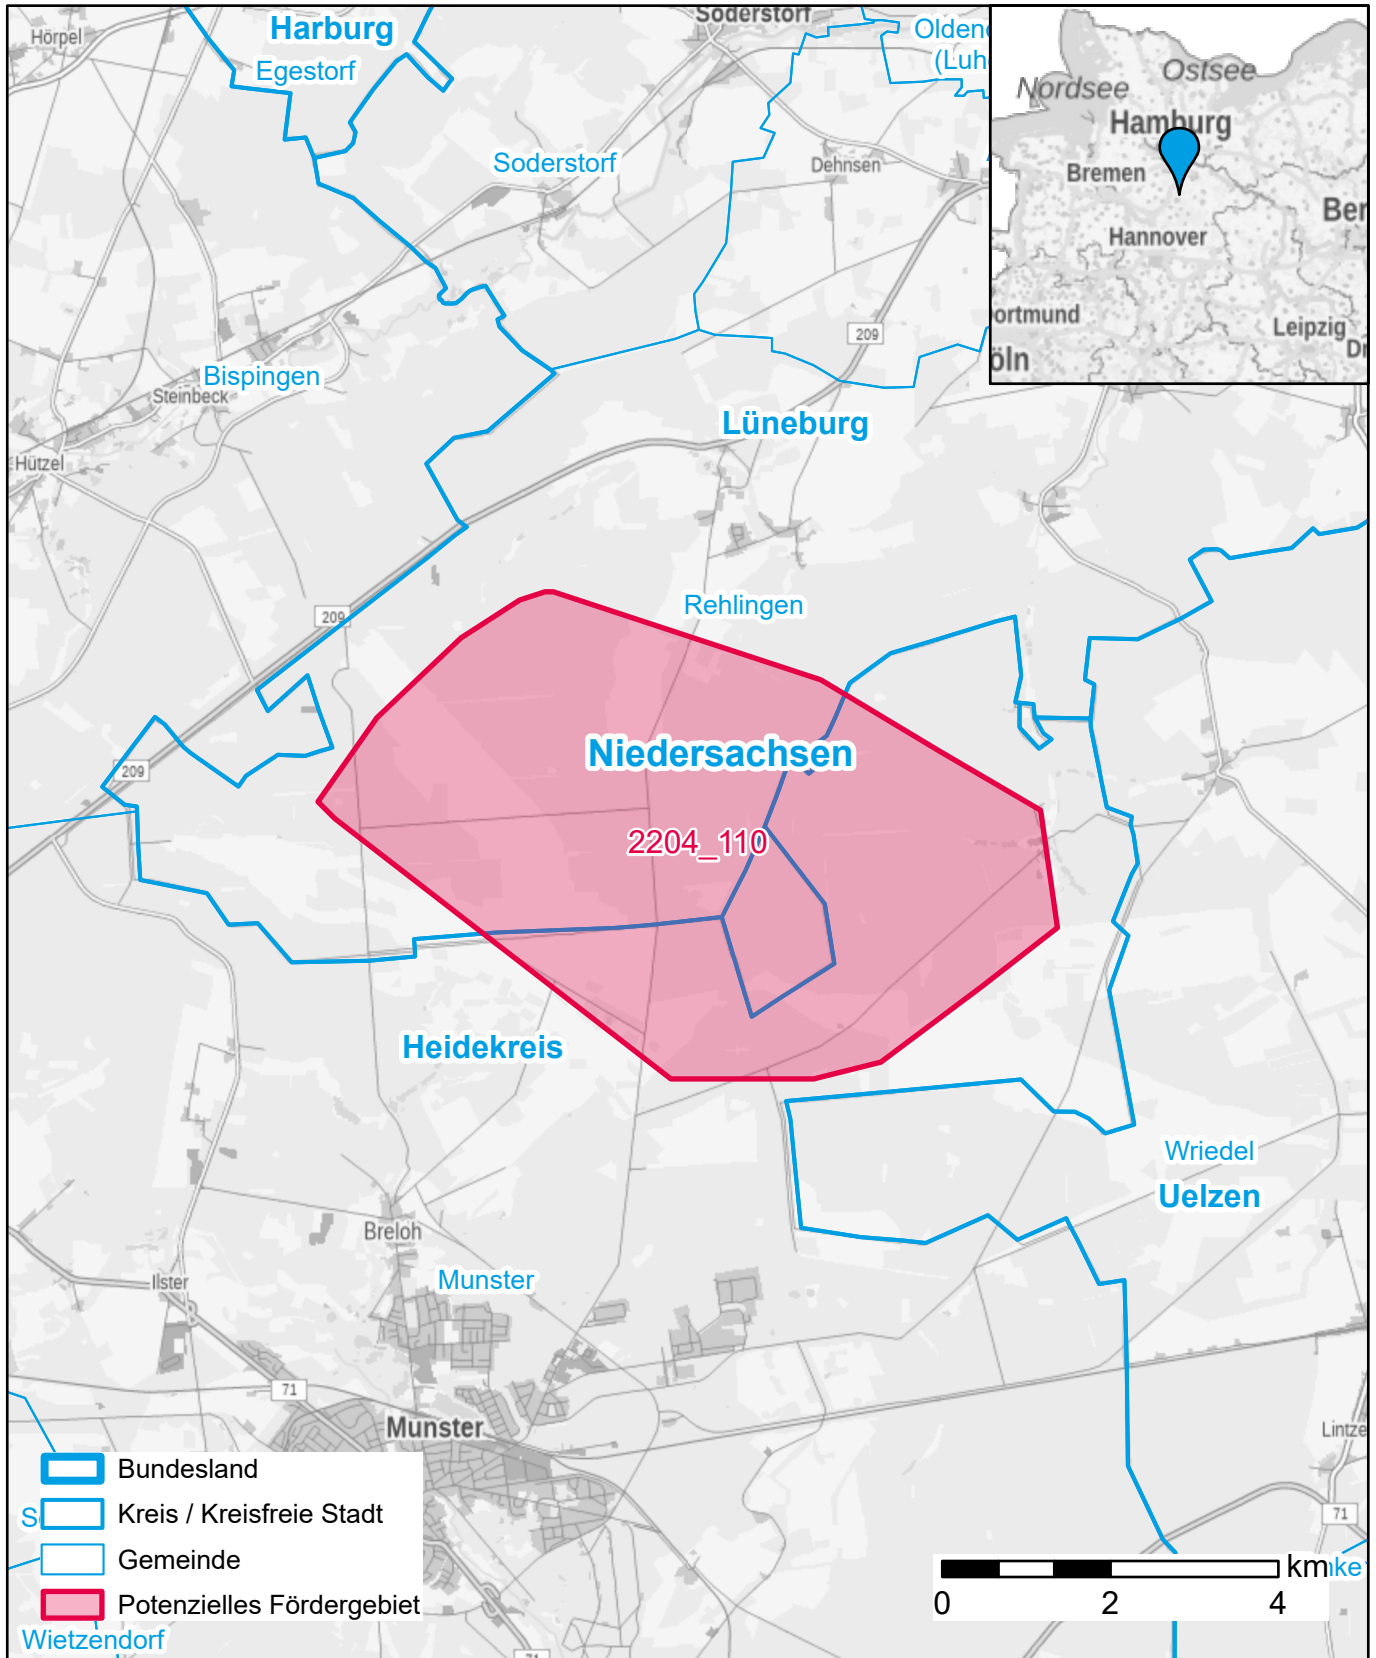 Hörpel
Harburg
Egestorf
Soderstorf
Soderstorf
Dehnsen
Nordsee
Ostsee
Hamburg
Bremen
Hannover
Leipzig
209
Bispingen
Steinbeck
Hützel
Lüneburg
209
Rehlingen
209
Niedersachsen
2204_110
Heidekreis
Wriedel
Uelzen
Breloh
Ilster
Munster
71
Munster
71
71
Bundesland
Kreis / Kreisfreie Stadt
Gemeinde
Potenzielles Fördergebiet
Wietzendorf
km
0 2 4